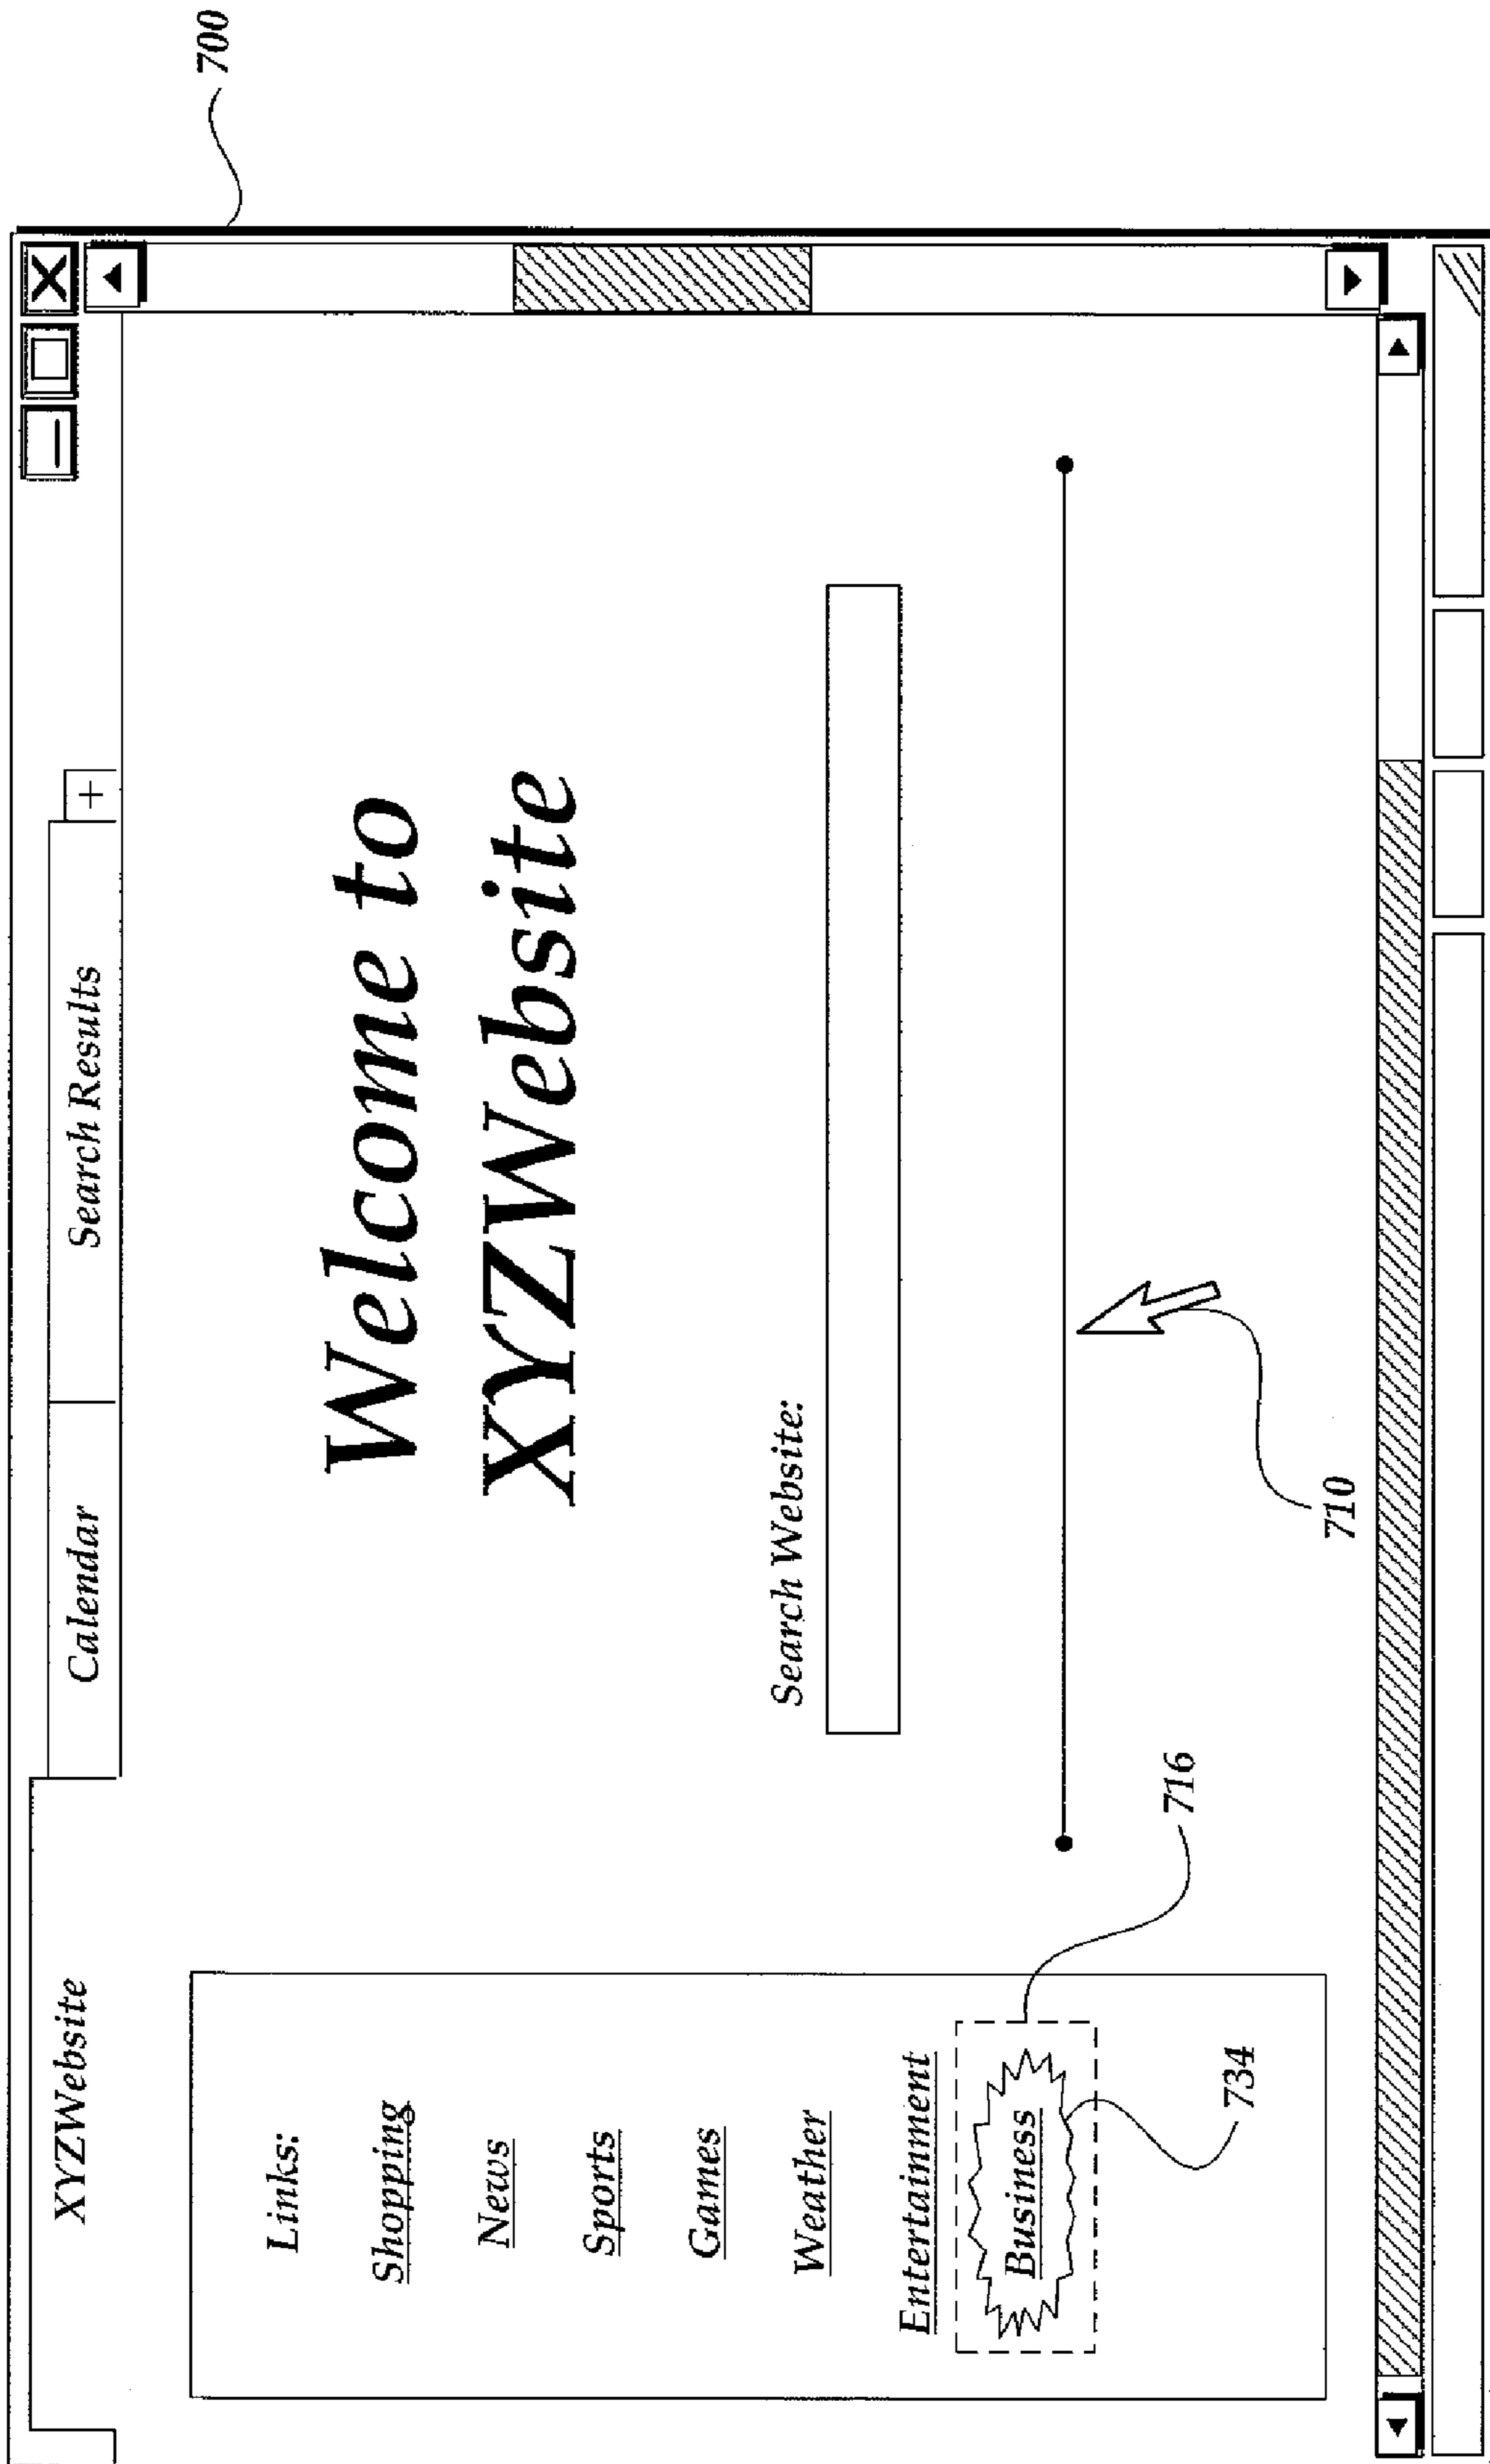 700
XYZWebsite
Calendar
Search Results
+
Welcome to
XYZWebsite
Links:
Shopping
News
Sports
Games
Weather
Entertainment
Business
Search Website:
716
734
710